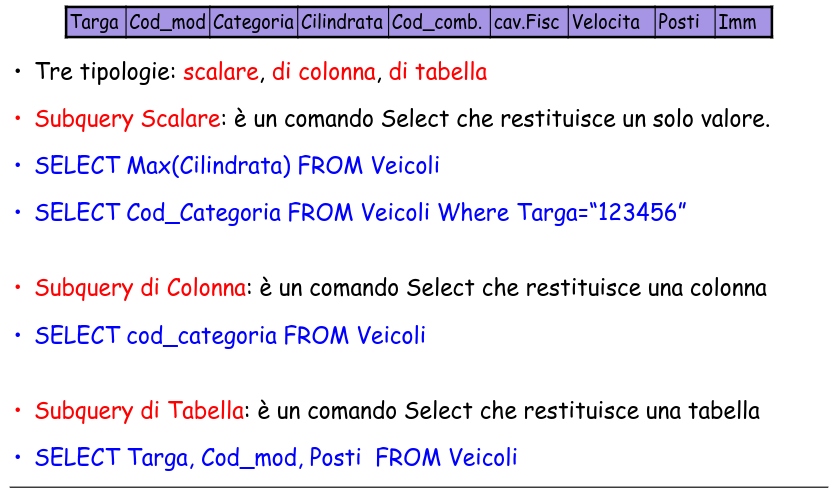 Targa Cod_mod Categoria Cilindrata Cod_comb. cav.Fisc Velocita Posti Imm
• Tre tipologie: scalare, di colonna, di tabella
• Subquery Scalare: è un comando Select che restituisce un solo valore.
• SELECT Max(Cilindrata) FROM Veicoli
• SELECT Cod_Categoria FROM Veicoli Where Targa=“123456”
• Subquery di Colonna: è un comando Select che restituisce una colonna
• SELECT cod_categoria FROM Veicoli
• Subquery di Tabella: è un comando Select che restituisce una tabella
• SELECT Targa, Cod_mod, Posti FROM Veicoli